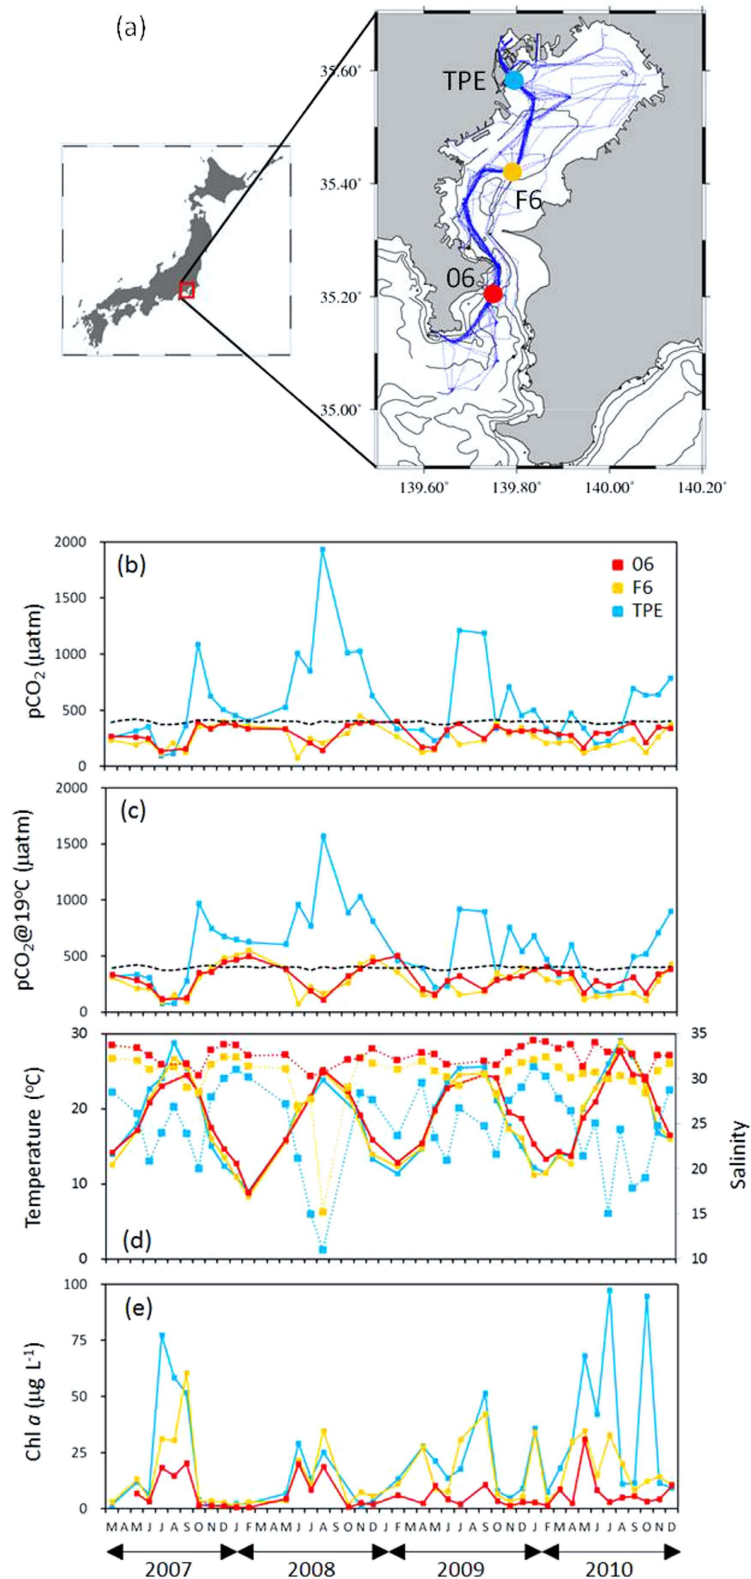 (a)
35.60°
TPE
35.40°
F6
06
35.20°
35.00°
139.60° 139.80° 140.00° 140.20°
(b)
pCO2 (μatm)
2000
1500
1000
500
0
06
F6
TPE
(c)
pCO2@19°C (μatm)
2000
1500
1000
500
0
(d)
Temperature (°C)
30
20
10
0
35
30
25
20
15
10
Salinity
(e)
Chl a (μg L-1)
100
75
50
25
0
M A M J J A S O N D J F M A M J J A S O N D J F M A M J J A S O N D J F M A M J J A S O N D
2007 2008 2009 2010